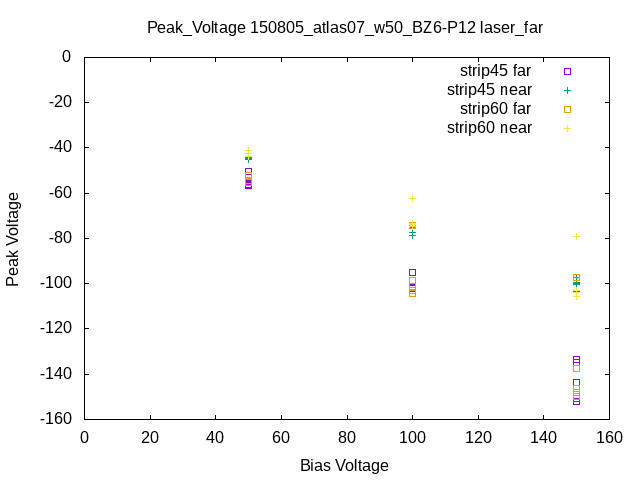 Peak_Voltage 150805_atlas07_w50_BZ6-P12 laser_far
strip45 far
strip45 near
strip60 far
strip60 near
0
-20
-40
-60
-80
-100
-120
-140
-160
0 20 40 60 80 100 120 140 160
Peak Voltage
Bias Voltage